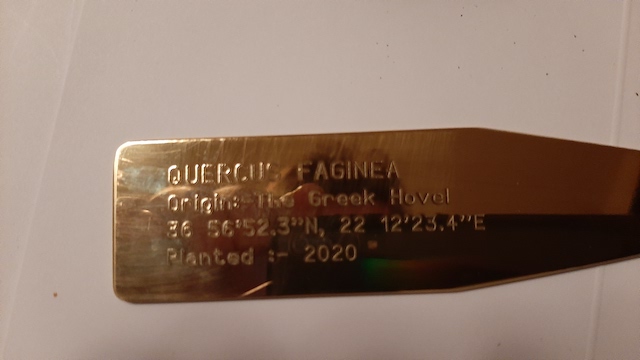 QUERCUS FAGINEA
Origin:-The Greek Hovel
36 56'52.3"N, 22 12'23.4''E
Planted :- 2020